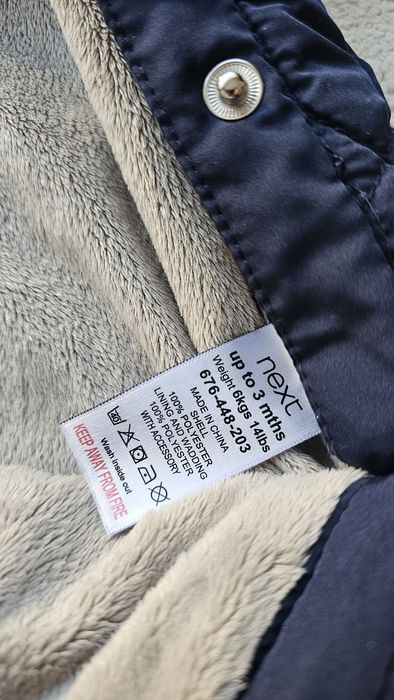 next
up to 3 mths
Weight 6kgs 14lbs
676-448-203
MADE IN CHINA
SHELL
100% POLYESTER
LINING AND WADDING
100% POLYESTER
WITH ACCESSORY
Wash inside out
KEEP AWAY FROM FIRE